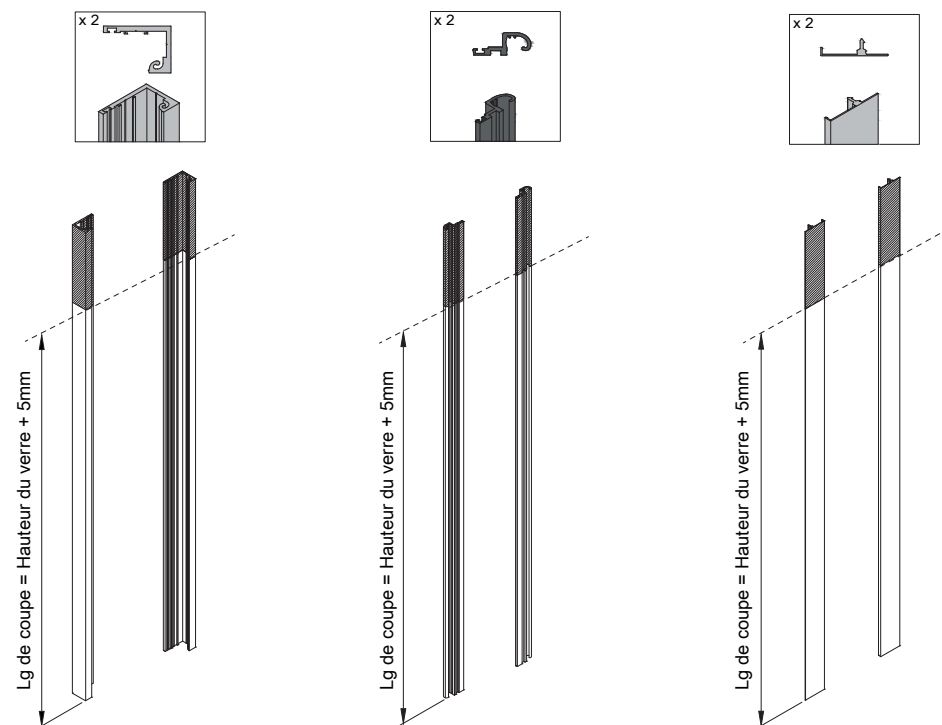 x 2
x 2
x 2
Lg de coupe = Hauteur du verre + 5mm
Lg de coupe = Hauteur du verre + 5mm
Lg de coupe = Hauteur du verre + 5mm